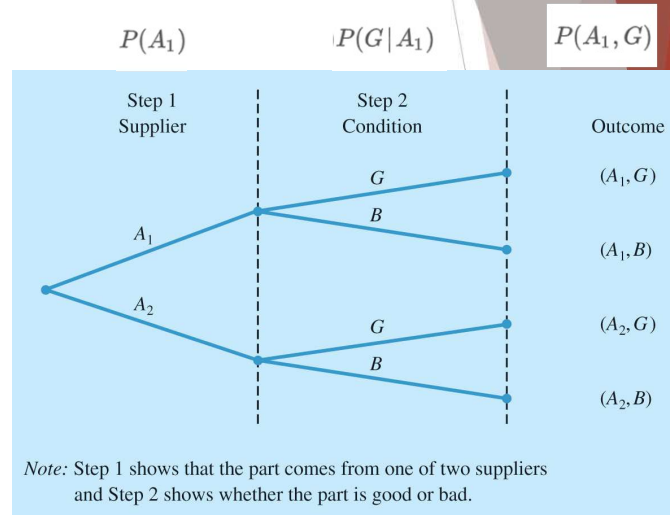 P(A₁) P(G|A₁) P(A₁, G)
Step 1 Step 2
Supplier Condition Outcome
G (A₁, G)
B
A₁ (A₁, B)
A₂ G (A₂, G)
B
(A₂, B)
Note: Step 1 shows that the part comes from one of two suppliers
and Step 2 shows whether the part is good or bad.